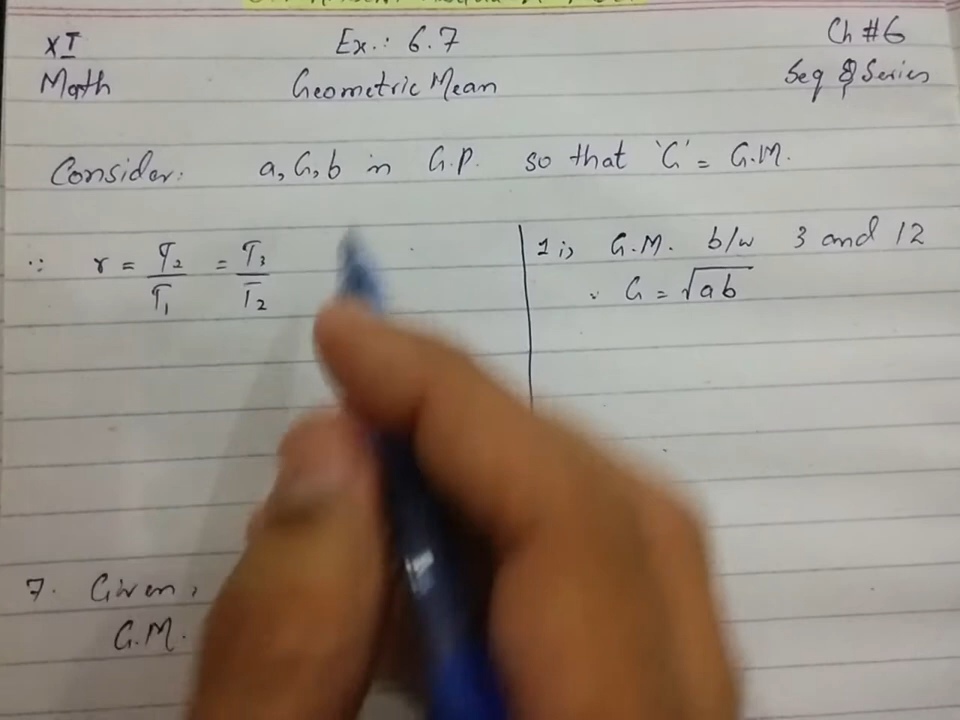 XI Ex.: 6.7 Ch #6
Math Geometric Mean Seq & Series
Consider: a, G, b in G.P. so that 'G' = G.M.
∵ r = T₂/T₁ = T₃/T₂
1 is G.M. b/w 3 and 12
∵ G = √ab
7. Given,
G.M.